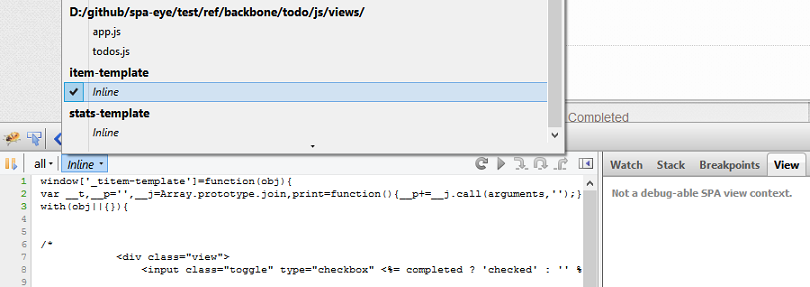 D:/github/spa-eye/test/ref/backbone/todo/js/views/
app.js
todos.js
item-template
Inline
stats-template
Inline
Completed
all
Inline
Watch
Stack
Breakpoints
View
1 window['_titem-template']=function(obj){
2 var __t,__p='',__j=Array.prototype.join,print=function(){__p+=__j.call(arguments,'');}
3 with(obj||{}){
4
5
6 /*
7 <div class="view">
8 <input class="toggle" type="checkbox" <%= completed ? 'checked' : '' %
9
Not a debug-able SPA view context.